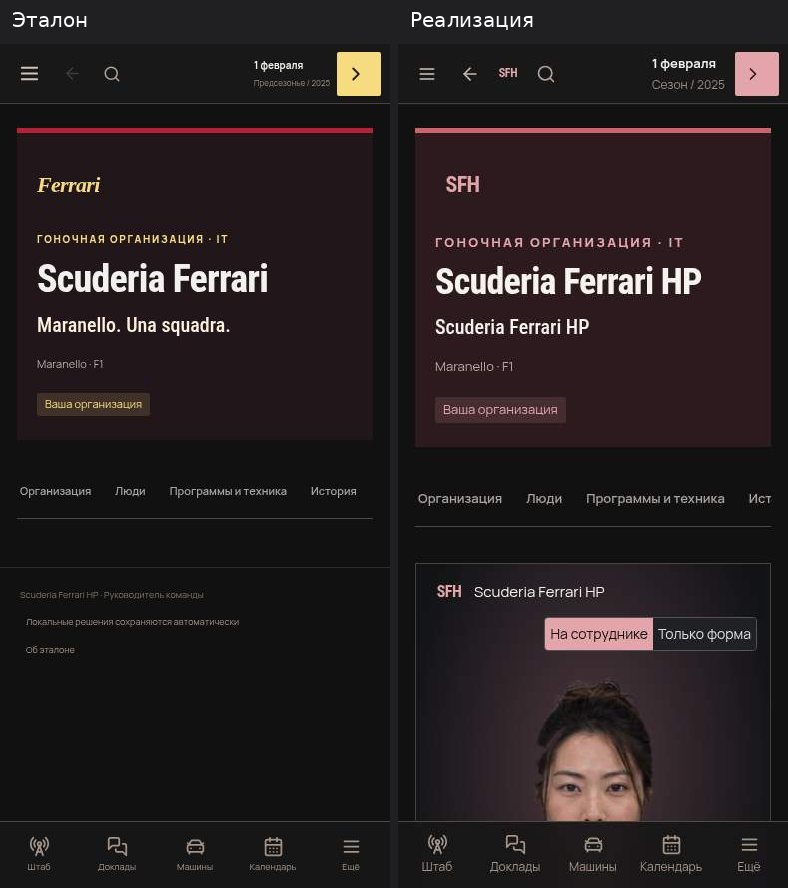 Эталон
1 февраля
Предсезонье / 2025
Ferrari
ГОНОЧНАЯ ОРГАНИЗАЦИЯ · IT
Scuderia Ferrari
Maranello. Una squadra.
Maranello · F1
Ваша организация
Организация Люди Программы и техника История
Scuderia Ferrari HP · Руководитель команды
Локальные решения сохраняются автоматически
Об эталоне
Штаб Доклады Машины Календарь Ещё
Реализация
SFH
1 февраля
Сезон / 2025
SFH
ГОНОЧНАЯ ОРГАНИЗАЦИЯ · IT
Scuderia Ferrari HP
Scuderia Ferrari HP
Maranello · F1
Ваша организация
Организация Люди Программы и техника Ист
SFH Scuderia Ferrari HP
На сотруднике Только форма
Штаб Доклады Машины Календарь Ещё